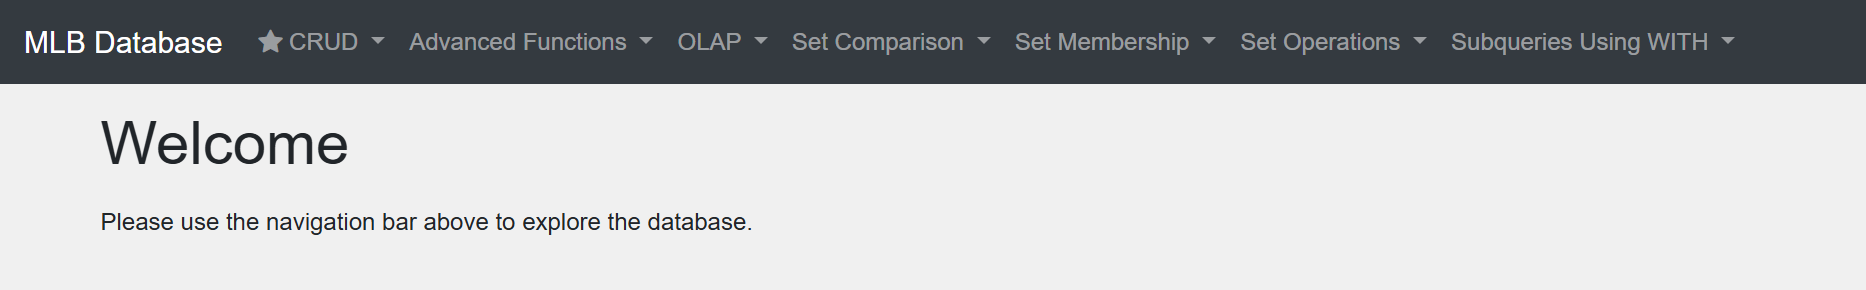 MLB Database CRUD Advanced Functions OLAP Set Comparison Set Membership Set Operations Subqueries Using WITH
Welcome
Please use the navigation bar above to explore the database.